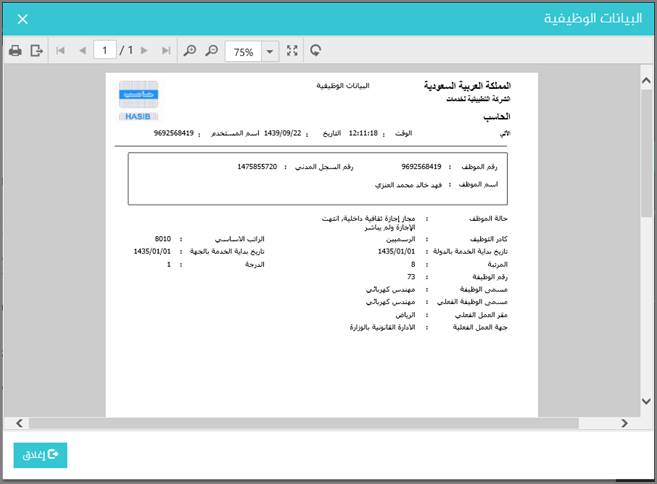 البيانات الوظيفية
1 / 1
75%
المملكة العربية السعودية
الشركة التطبيقية لخدمات
الحاسب
الآلي
البيانات الوظيفية
حاسب
HASIB
الوقت : 12:11:18 التاريخ : 1439/09/22 اسم المستخدم : 9692568419
رقم الموظف : 9692568419 رقم السجل المدني : 1475855720
اسم الموظف : فهد خالد محمد العنزي
حالة الموظف : مجاز إجازة ثقافية داخلية, انتهت
الإجازة ولم يباشر
كادر التوظيف : الرسميين الراتب الاساسي : 8010
تاريخ بداية الخدمة بالدولة : 1435/01/01 تاريخ بداية الخدمة بالجهة : 1435/01/01
المرتبة : 8 الدرجة : 1
رقم الوظيفة : 73
مسمى الوظيفة : مهندس كهربائي
مسمى الوظيفة الفعلي : مهندس كهربائي
مقر العمل الفعلي : الرياض
جهة العمل الفعلية : الادارة القانونية بالوزارة
إغلاق